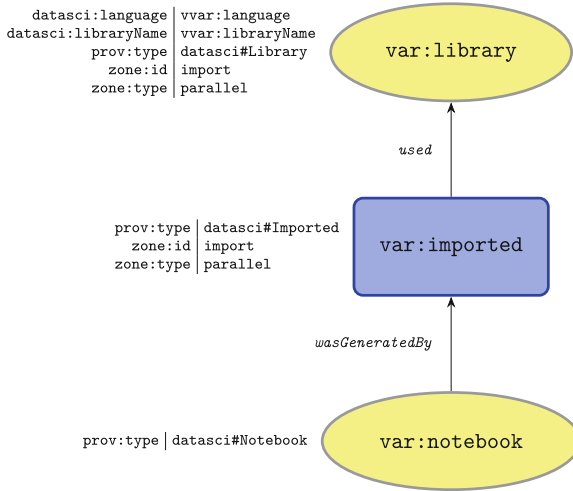 datasci:language vvar:language
datasci:libraryName vvar:libraryName
prov:type datasci#Library
zone:id import
zone:type parallel
var:library
used
prov:type datasci#Imported
zone:id import
zone:type parallel
var:imported
wasGeneratedBy
prov:type datasci#Notebook
var:notebook